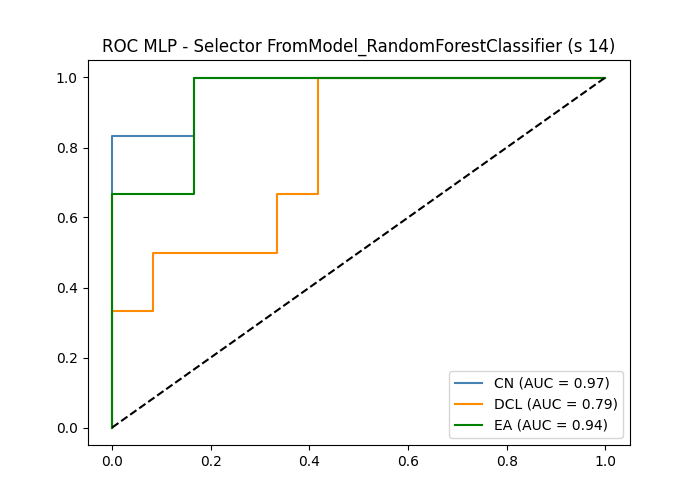 ROC MLP - Selector FromModel_RandomForestClassifier (s 14)
1.0
0.8
0.6
0.4
0.2
0.0
0.0 0.2 0.4 0.6 0.8 1.0
CN (AUC = 0.97)
DCL (AUC = 0.79)
EA (AUC = 0.94)